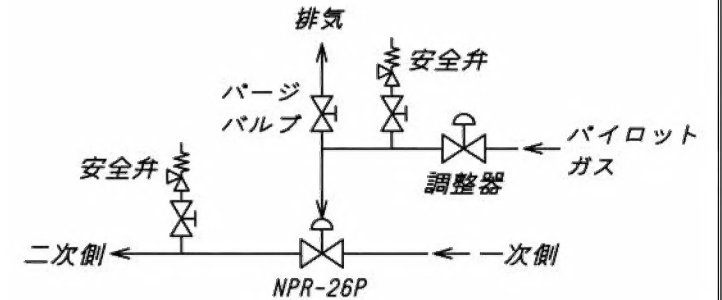 排気
安全弁
パージ
バルブ
パイロット
ガス
調整器
安全弁
二次側
一次側
NPR-26P